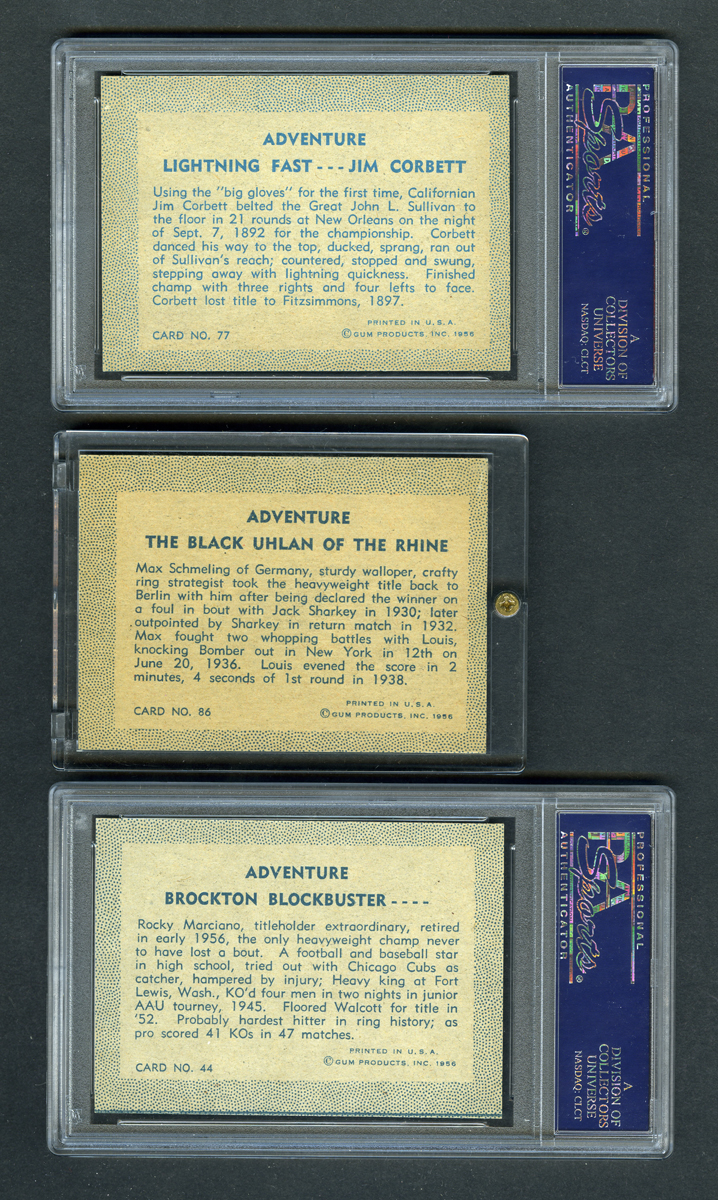 ADVENTURE
LIGHTNING FAST - - - JIM CORBETT
Using the "big gloves" for the first time, Californian
Jim Corbett belted the Great John L. Sullivan to
the floor in 21 rounds at New Orleans on the night
of Sept. 7, 1892 for the championship. Corbett
danced his way to the top; ducked, sprang, ran out
of Sullivan's reach; countered, stopped and swung,
stepping away with lightning quickness. Finished
champ with three rights and four lefts to face.
Corbett lost title to Fitzsimmons, 1897.
CARD NO. 77
PRINTED IN U.S.A.
© GUM PRODUCTS, INC. 1956
PROFESSIONAL
PSA
Sports®
AUTHENTICATOR
A
DIVISION OF
COLLECTORS
UNIVERSE
NASDAQ: CLCT
ADVENTURE
THE BLACK UHLAN OF THE RHINE
Max Schmeling of Germany, sturdy walloper, crafty
ring strategist took the heavyweight title back to
Berlin with him after being declared the winner on
a foul in bout with Jack Sharkey in 1930; later
outpointed by Sharkey in return match in 1932.
Max fought two whopping battles with Louis,
knocking Bomber out in New York in 12th on
June 20, 1936. Louis evened the score in 2
minutes, 4 seconds of 1st round in 1938.
CARD NO. 86
PRINTED IN U.S.A.
© GUM PRODUCTS, INC. 1956
ADVENTURE
BROCKTON BLOCKBUSTER - - - -
Rocky Marciano, titleholder extraordinary, retired
in early 1956, the only heavyweight champ never
to have lost a bout. A football and baseball star
in high school, tried out with Chicago Cubs as
catcher, hampered by injury; Heavy king at Fort
Lewis, Wash., KO'd four men in two nights in junior
AAU tourney, 1945. Floored Walcott for title in
'52. Probably hardest hitter in ring history; as
pro scored 41 KOs in 47 matches.
CARD NO. 44
PRINTED IN U.S.A.
© GUM PRODUCTS, INC. 1956
PROFESSIONAL
PSA
Sports®
AUTHENTICATOR
A
DIVISION OF
COLLECTORS
UNIVERSE
NASDAQ: CLCT